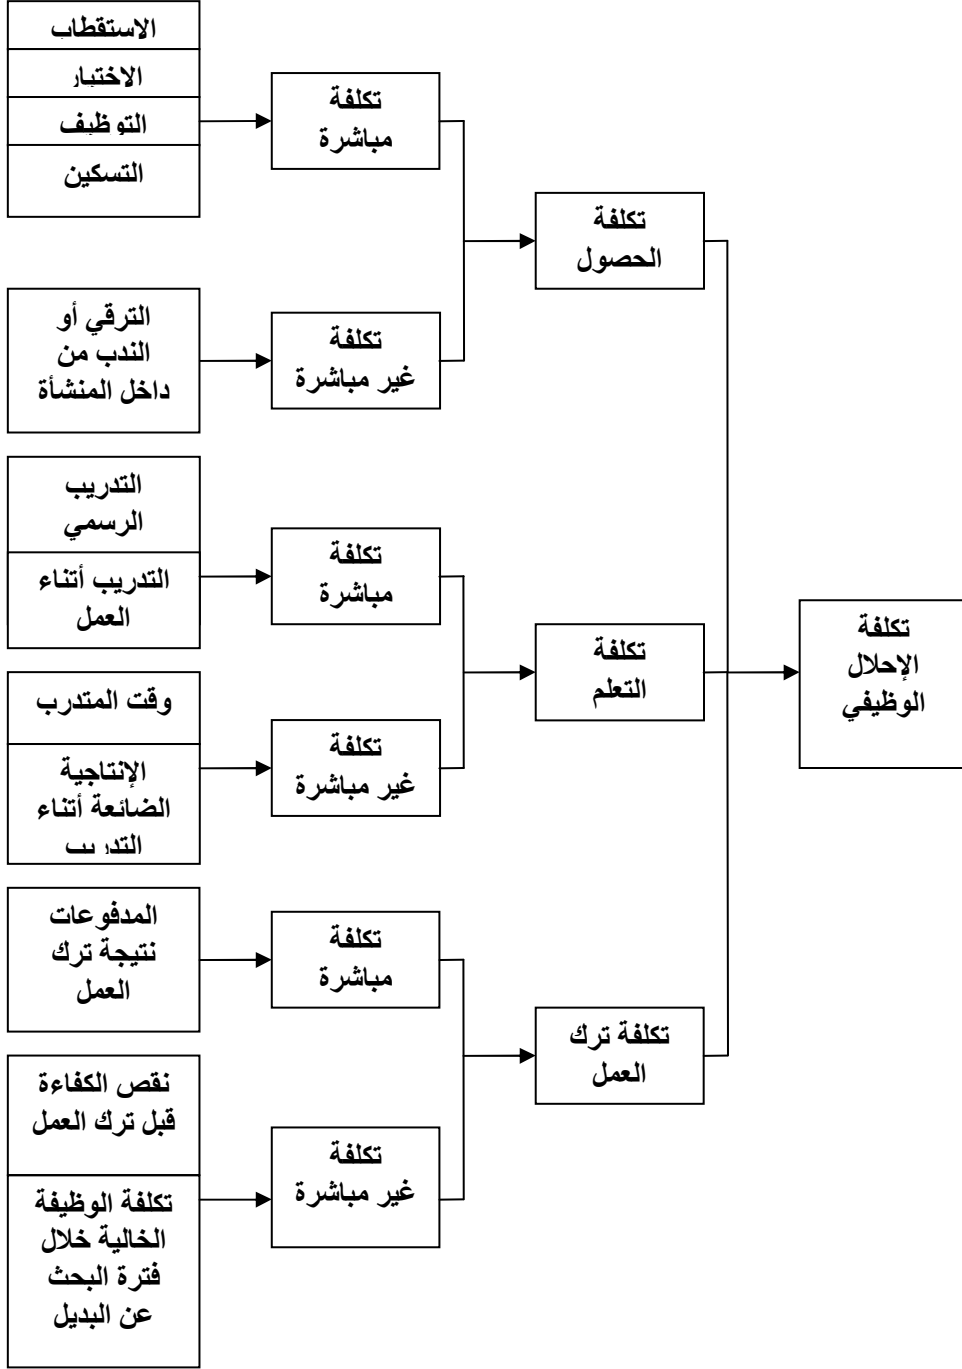 الاستقطاب
الاختبار
التوظيف
التسكين
تكلفة
مباشرة
تكلفة
الحصول
الترقي أو
الندب من
داخل المنشأة
تكلفة
غير مباشرة
التدريب
الرسمي
التدريب أثناء
العمل
تكلفة
مباشرة
تكلفة
التعلم
تكلفة
الإحلال
الوظيفي
وقت المتدرب
الإنتاجية
الضائعة أثناء
التدريب
تكلفة
غير مباشرة
المدفوعات
نتيجة ترك
العمل
تكلفة
مباشرة
تكلفة ترك
العمل
نقص الكفاءة
قبل ترك العمل
تكلفة الوظيفة
الخالية خلال
فترة البحث
عن البديل
تكلفة
غير مباشرة